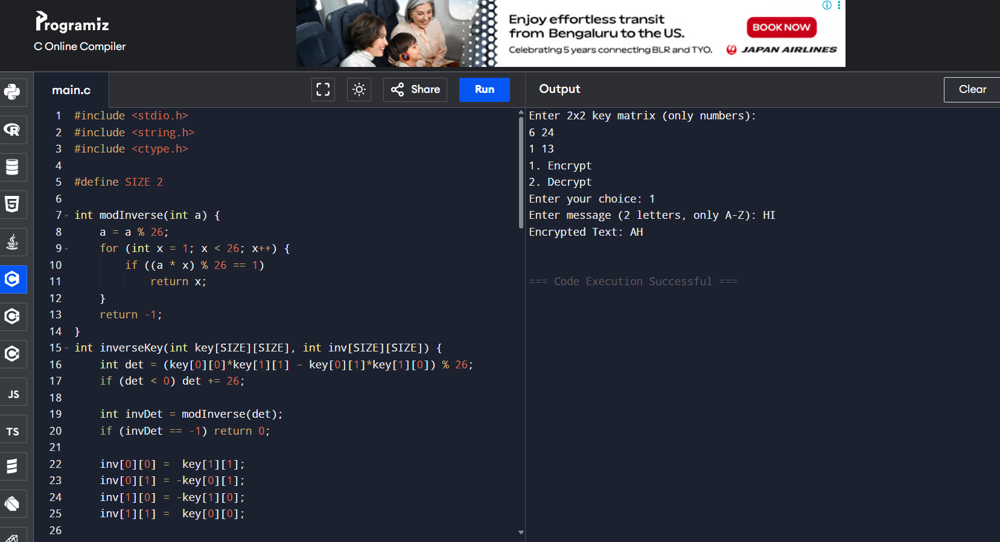 Programiz
C Online Compiler
Enjoy effortless transit
from Bengaluru to the US.
Celebrating 5 years connecting BLR and TYO.
BOOK NOW
JAPAN AIRLINES
main.c
Share
Run
Output
Clear
JS
TS
1 #include <stdio.h>
2 #include <string.h>
3 #include <ctype.h>
4
5 #define SIZE 2
6
7 int modInverse(int a) {
8     a = a % 26;
9     for (int x = 1; x < 26; x++) {
10         if ((a * x) % 26 == 1)
11             return x;
12     }
13     return -1;
14 }
15 int inverseKey(int key[SIZE][SIZE], int inv[SIZE][SIZE]) {
16     int det = (key[0][0]*key[1][1] - key[0][1]*key[1][0]) % 26;
17     if (det < 0) det += 26;
18
19     int invDet = modInverse(det);
20     if (invDet == -1) return 0;
21
22     inv[0][0] =  key[1][1];
23     inv[0][1] = -key[0][1];
24     inv[1][0] = -key[1][0];
25     inv[1][1] =  key[0][0];
26
Enter 2x2 key matrix (only numbers):
6 24
1 13
1. Encrypt
2. Decrypt
Enter your choice: 1
Enter message (2 letters, only A-Z): HI
Encrypted Text: AH
=== Code Execution Successful ===